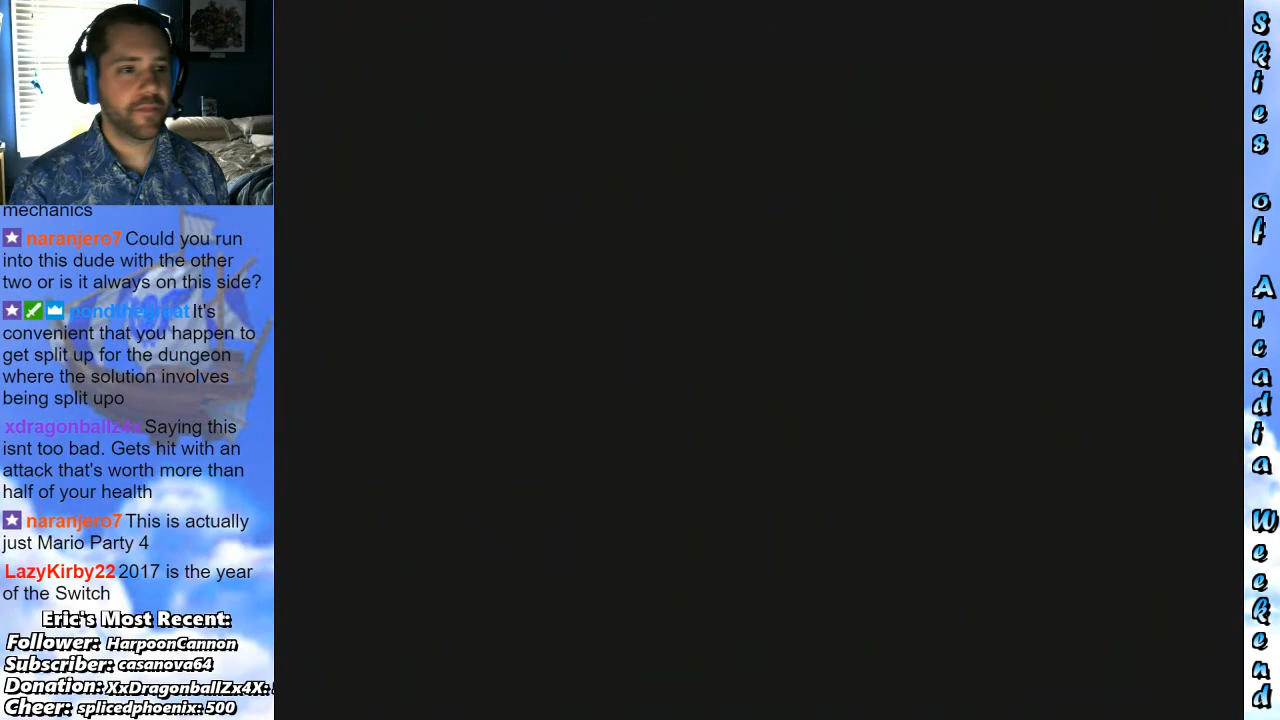 mechanics
naranjero7 Could you run
into this dude with the other
two or is it always on this side?
pondthegreat It's
convenient that you happen to
get split up for the dungeon
where the solution involves
being split upo
xdragonballz4x Saying this
isnt too bad. Gets hit with an
attack that's worth more than
half of your health
naranjero7 This is actually
just Mario Party 4
LazyKirby22 2017 is the year
of the Switch
Eric's Most Recent:
Follower: HarpoonCannon
Subscriber: casanova64
Donation: XxDragonballZx4X:
Cheer: splicedphoenix: 500
Skies of Arcadia Weekend